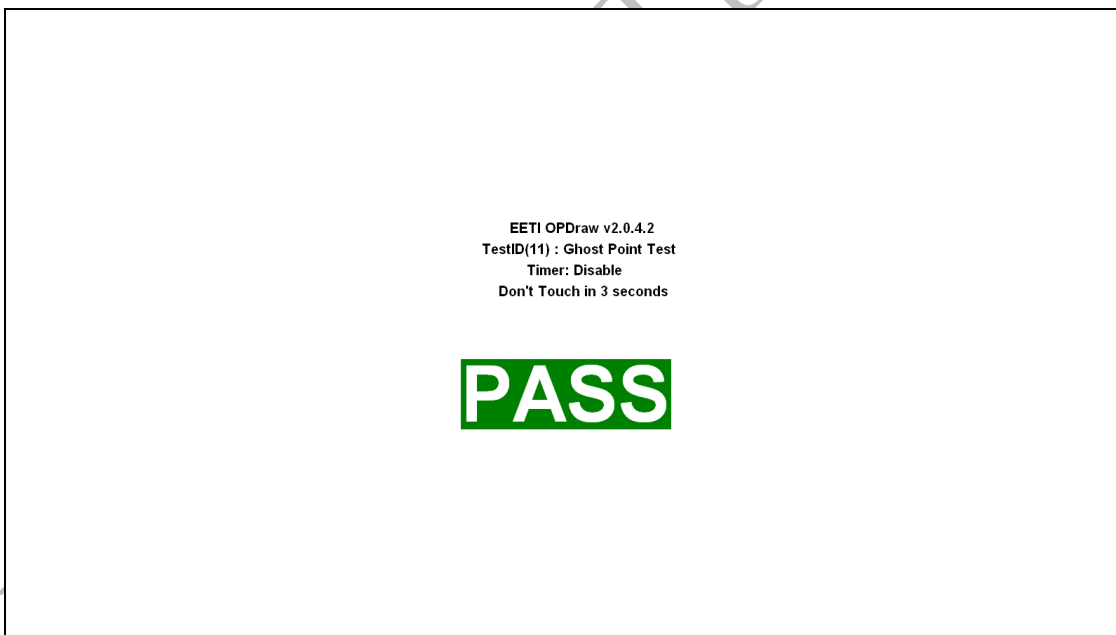 EETI OPDraw v2.0.4.2
TestID(11) : Ghost Point Test
Timer: Disable
Don't Touch in 3 seconds
PASS